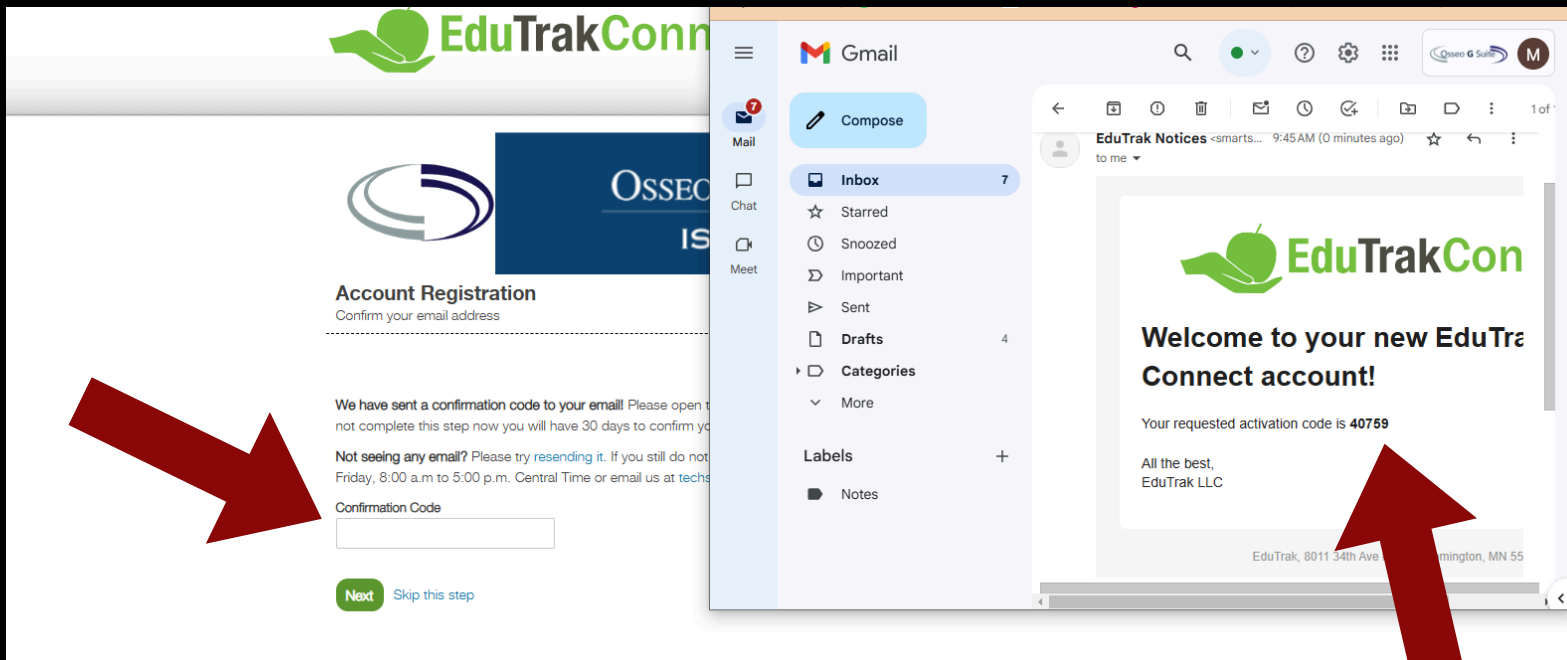 EduTrakConn
OSSEO
IS
Account Registration
Confirm your email address
We have sent a confirmation code to your email! Please open
not complete this step now you will have 30 days to confirm
Not seeing any email? Please try resending it. If you still do not
Friday, 8:00 a.m to 5:00 p.m. Central Time or email us at techs
Confirmation Code
Next Skip this step
Gmail
Osseo G Suite
M
7
Mail
Chat
Meet
Compose
Inbox 7
Starred
Snoozed
Important
Sent
Drafts 4
Categories
More
Labels
Notes
1 of
EduTrak Notices <smarts... 9:45 AM (0 minutes ago)
to me
EduTrakCon
Welcome to your new EduTra
Connect account!
Your requested activation code is 40759
All the best,
EduTrak LLC
EduTrak, 8011 34th Ave mington, MN 55